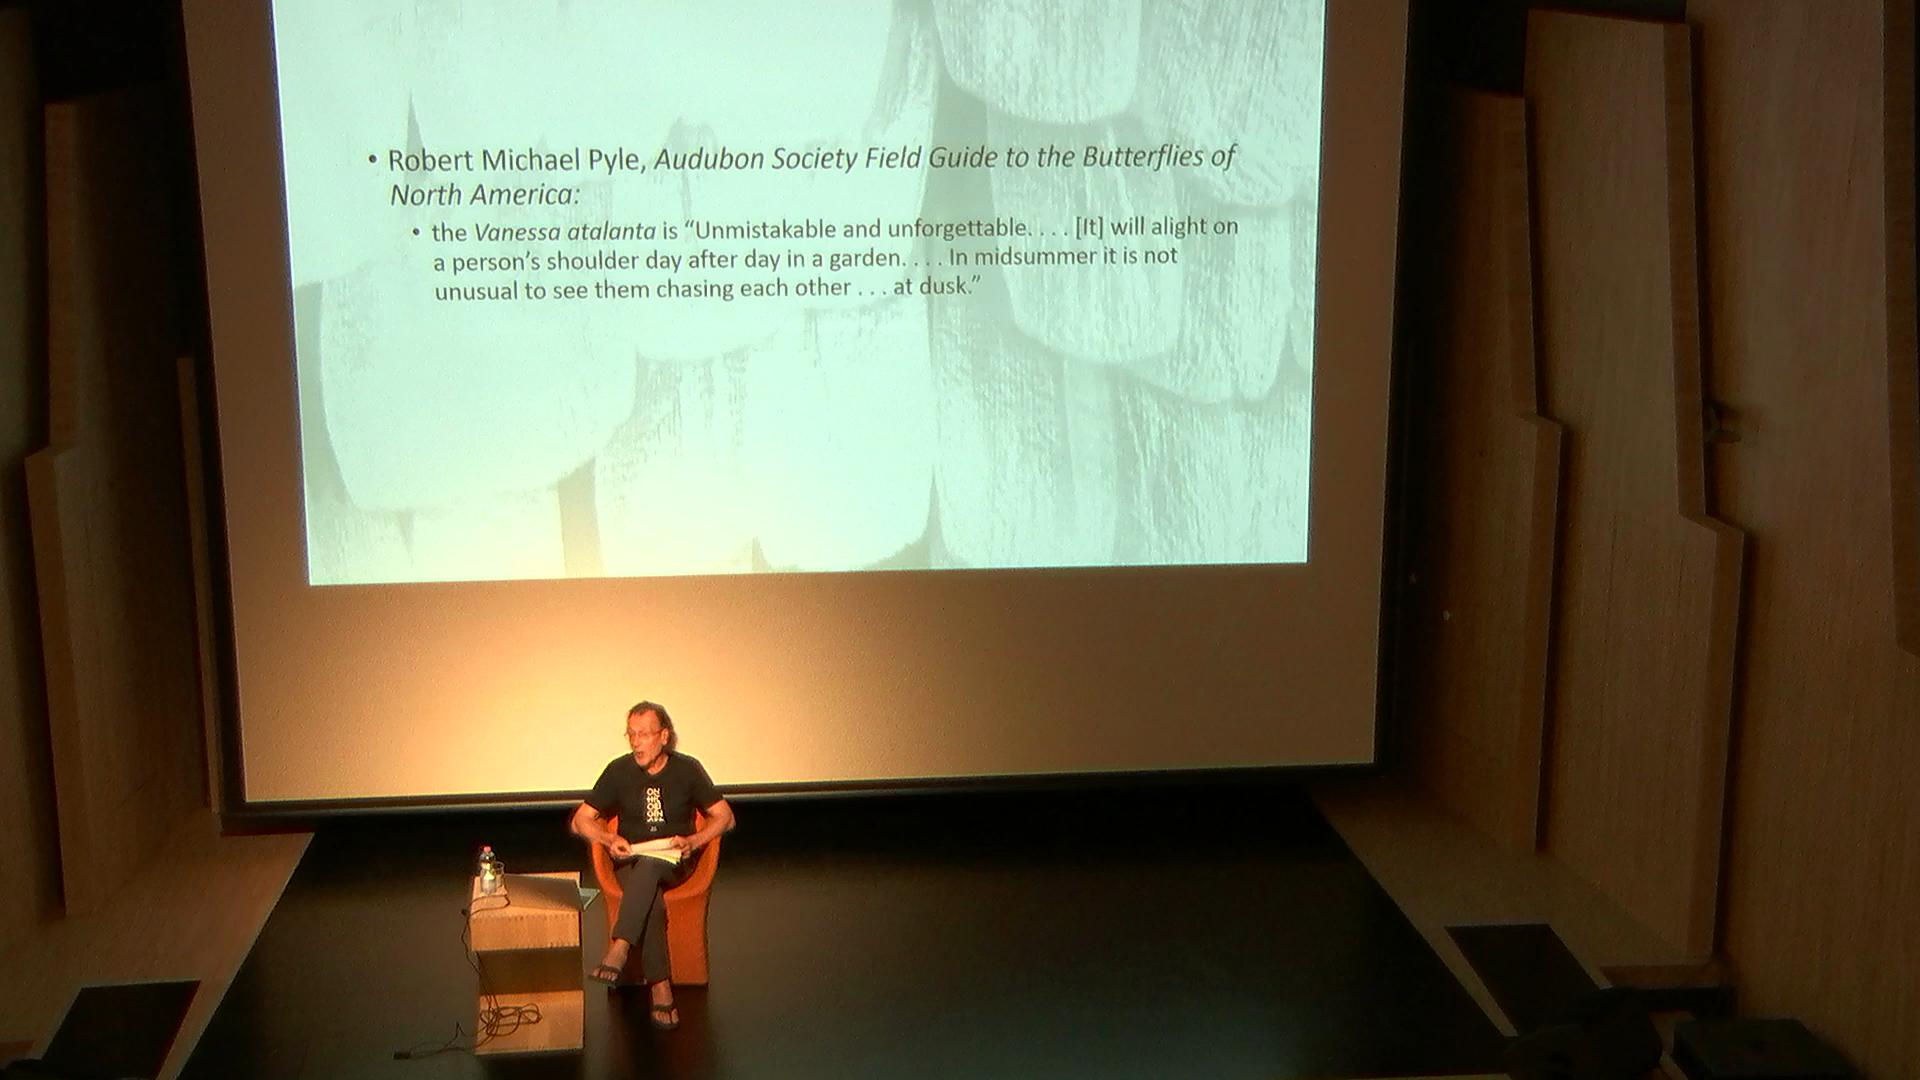 • Robert Michael Pyle, Audubon Society Field Guide to the Butterflies of
North America:
• the Vanessa atalanta is “Unmistakable and unforgettable. . . . [It] will alight on
a person’s shoulder day after day in a garden. . . . In midsummer it is not
unusual to see them chasing each other . . . at dusk.”
ON